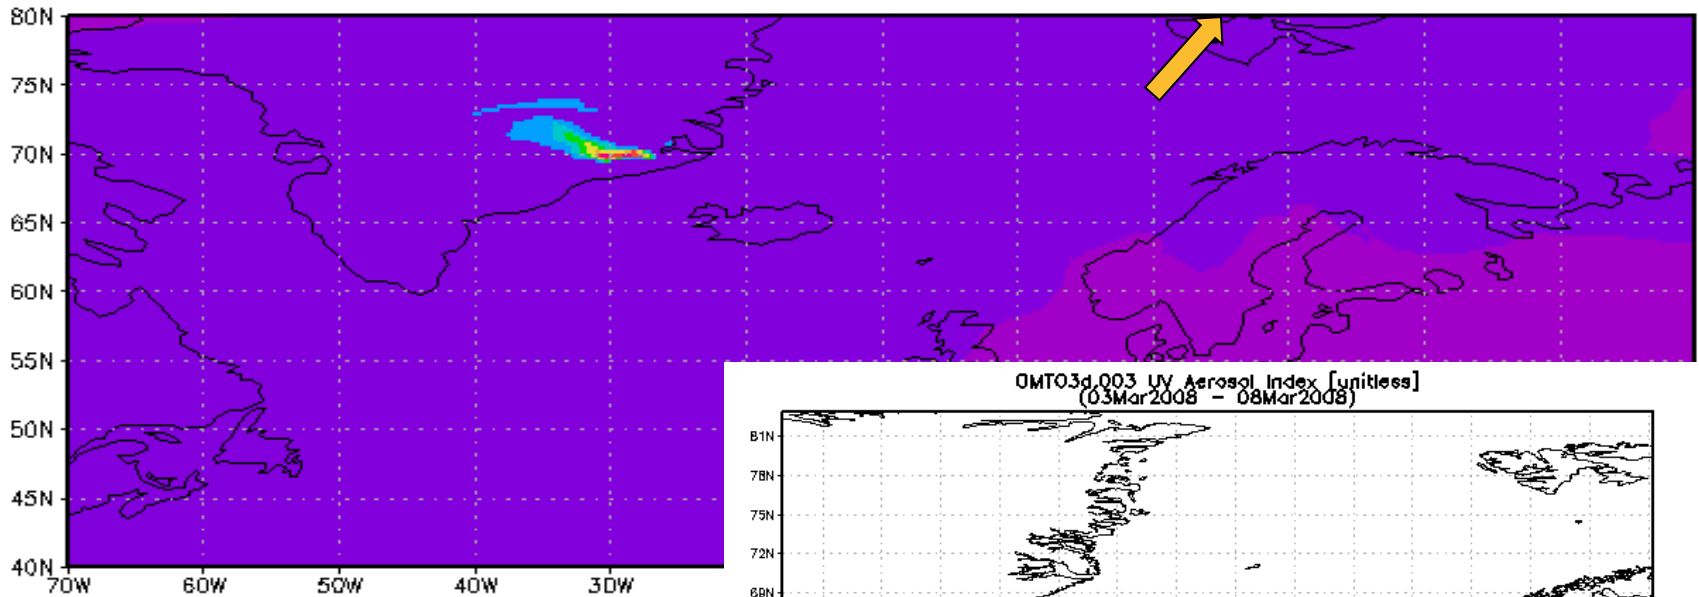 80N
75N
70N
65N
60N
55N
50N
45N
40N
70W 60W 50W 40W 30W
OMTO3d.003 UV Aerosol Index [unitless]
(03Mar2008 - 08Mar2008)
81N
78N
75N
72N
69N